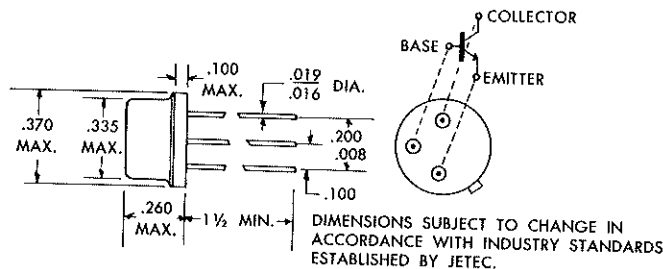 COLLECTOR
BASE
EMITTER
.100
MAX.
.019
.016
DIA.
.370
MAX.
.335
MAX.
.200
.008
.100
.260
MAX.
1½ MIN.
DIMENSIONS SUBJECT TO CHANGE IN
ACCORDANCE WITH INDUSTRY STANDARDS
ESTABLISHED BY JETEC.